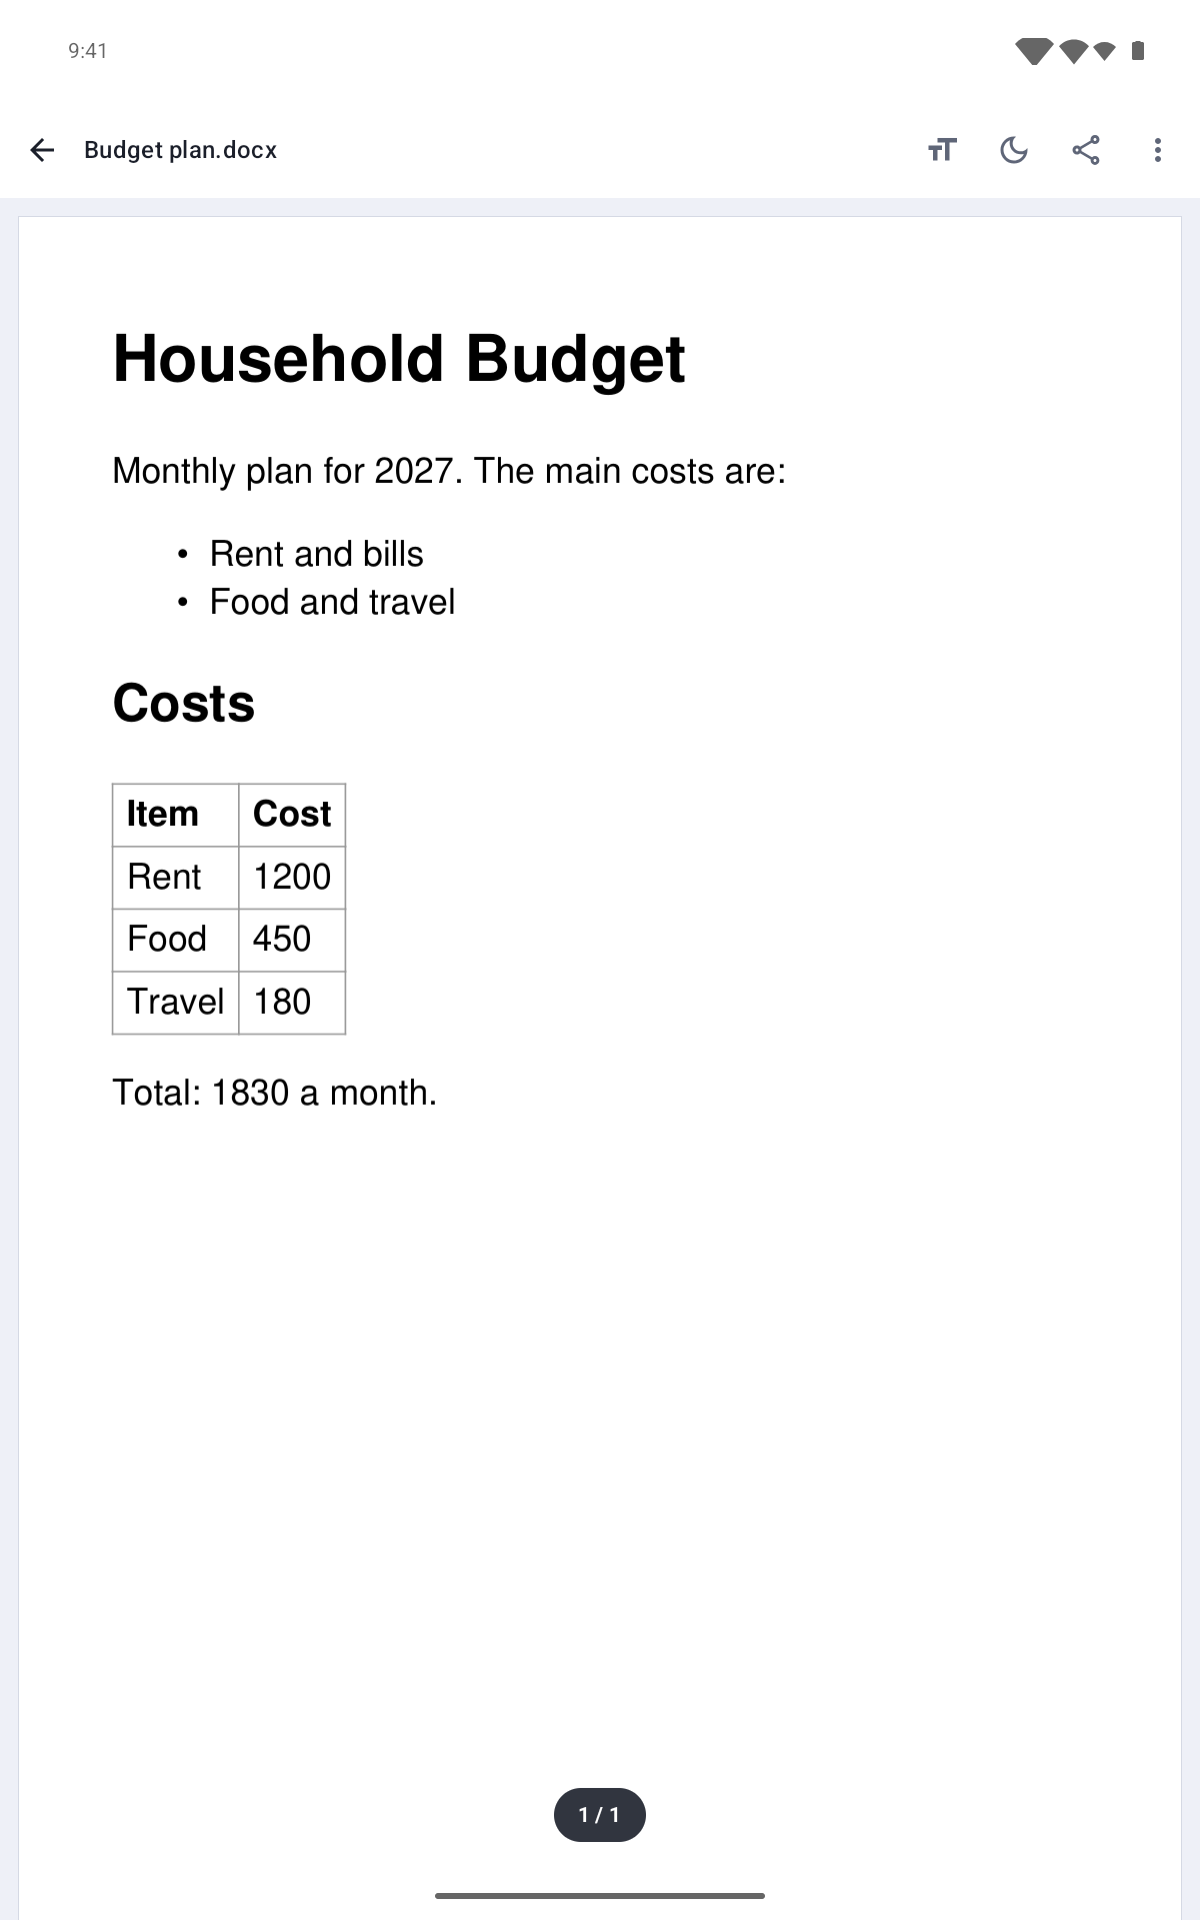 9:41
Budget plan.docx
Household Budget
Monthly plan for 2027. The main costs are:
• Rent and bills
• Food and travel
Costs
Item Cost
Rent 1200
Food 450
Travel 180
Total: 1830 a month.
1 / 1